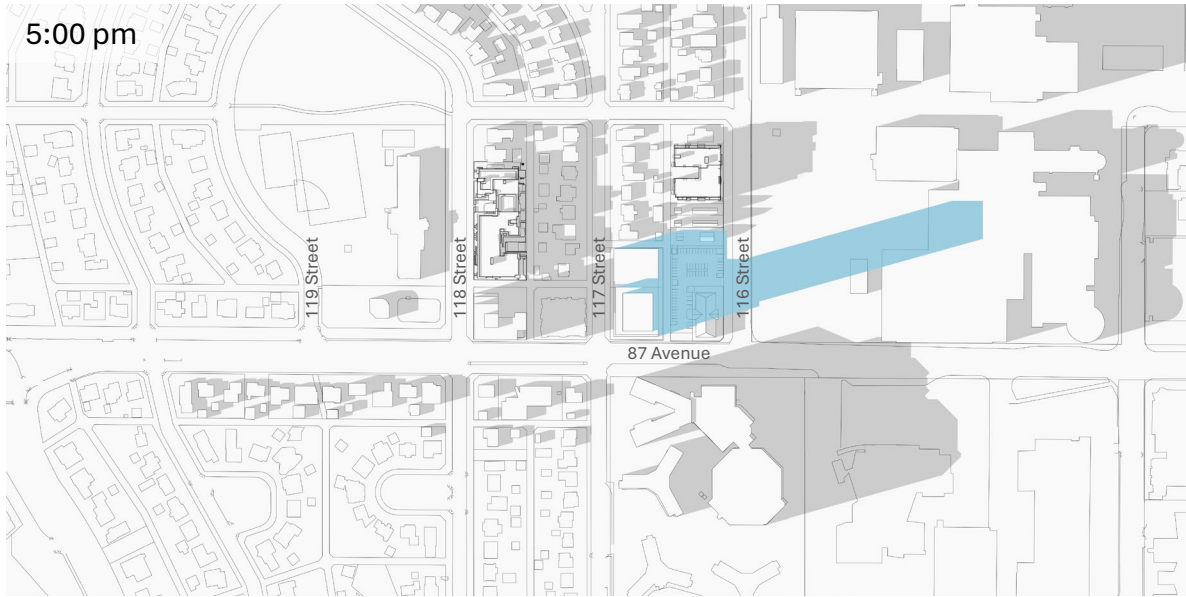 5:00 pm
119 Street
118 Street
117 Street
116 Street
87 Avenue